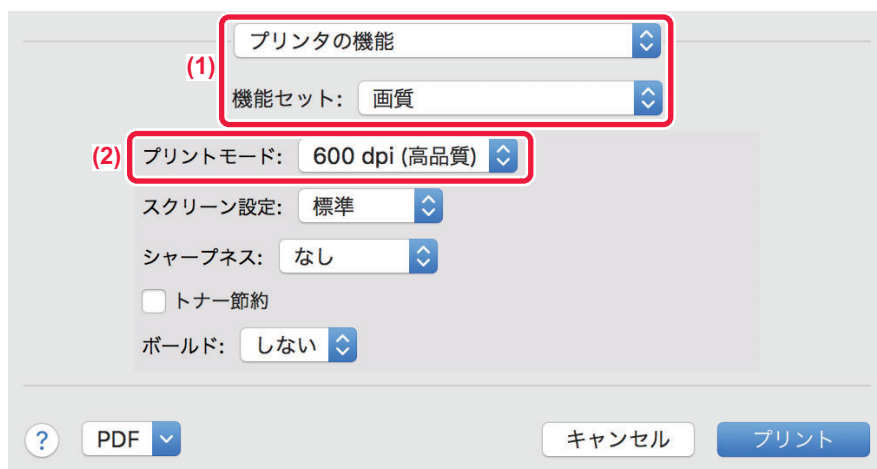 プリンタの機能
(1)
機能セット: 画質
(2) プリントモード: 600 dpi (高品質)
スクリーン設定: 標準
シャープネス: なし
トナー節約
ボールド: しない
? PDF キャンセル プリント